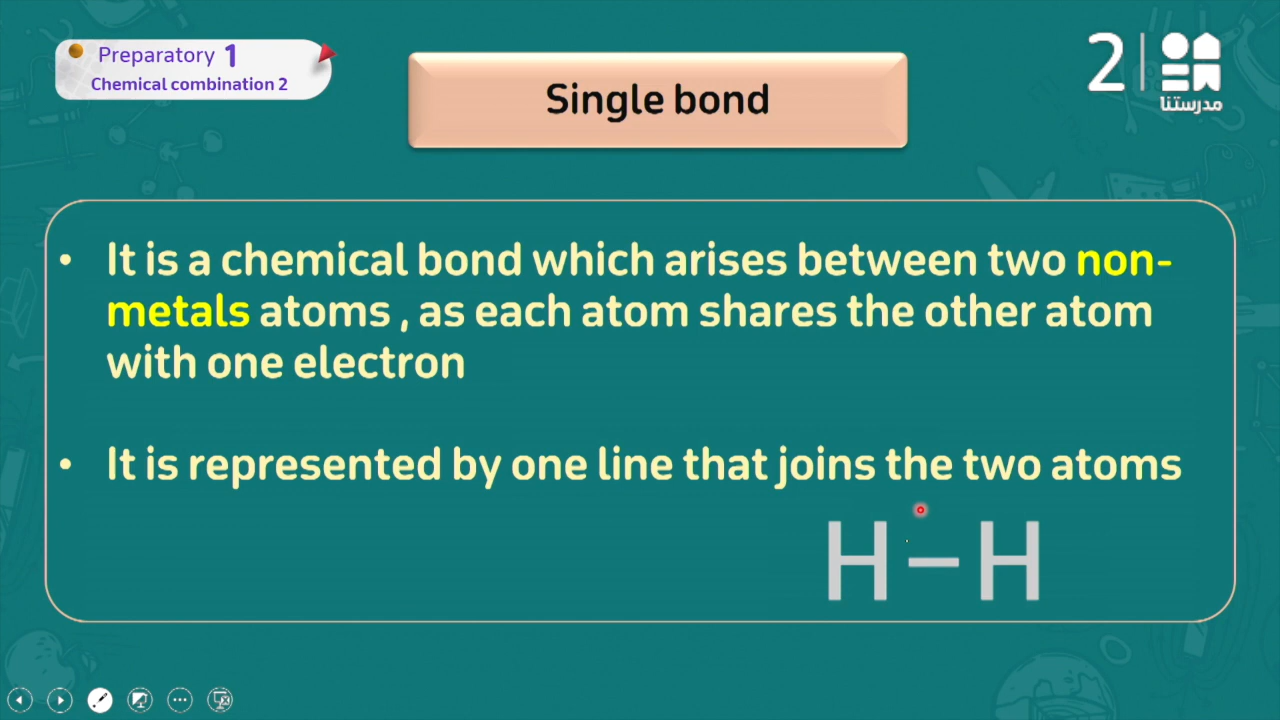 Preparatory 1
Chemical combination 2
Single bond
2
مدرستنا
• It is a chemical bond which arises between two non-
metals atoms , as each atom shares the other atom
with one electron
• It is represented by one line that joins the two atoms
H – H